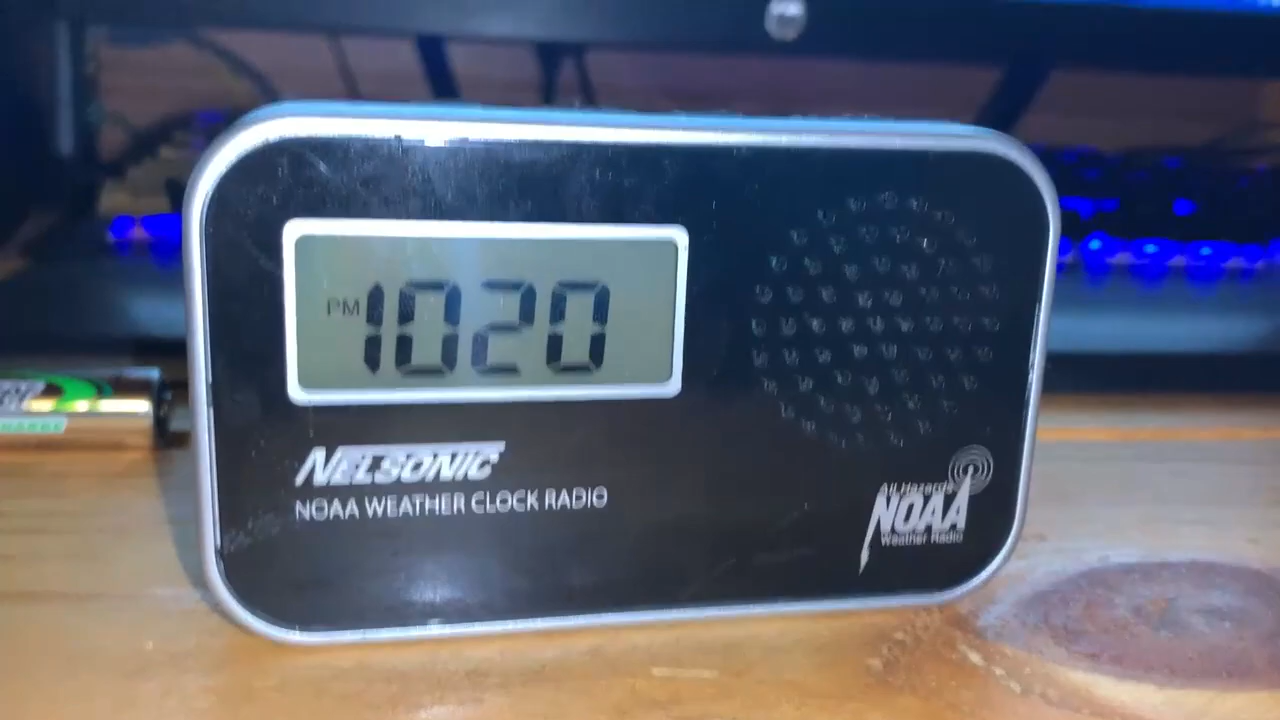 PM 1020
NELSONIC
NOAA WEATHER CLOCK RADIO
All Hazards
NOAA
Weather Radio